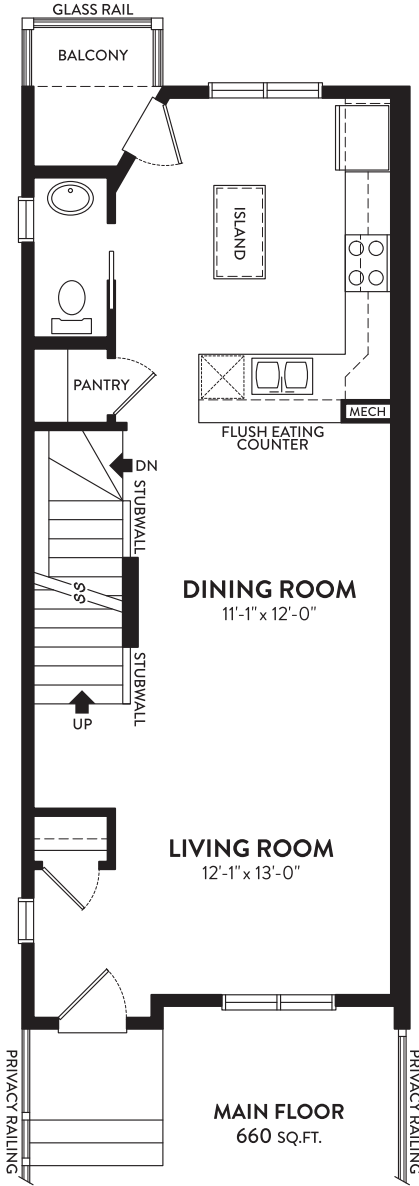 GLASS RAIL
BALCONY
ISLAND
PANTRY
MECH
FLUSH EATING
COUNTER
DN
STUBWALL
DINING ROOM
11'-1" x 12'-0"
SS
STUBWALL
UP
LIVING ROOM
12'-1" x 13'-0"
PRIVACY RAILING
PRIVACY RAILING
MAIN FLOOR
660 SQ.FT.